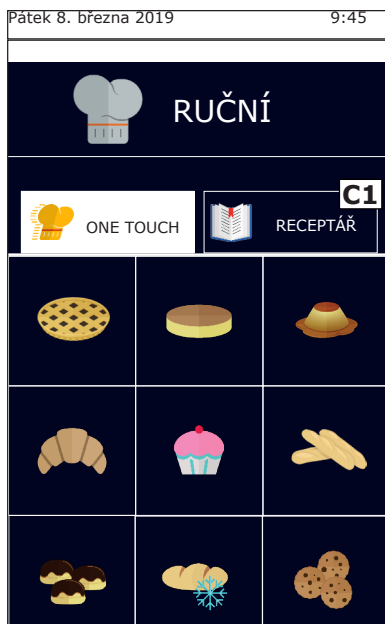 Pátek 8. března 2019 9:45
RUČNÍ
C1
ONE TOUCH
RECEPTÁŘ